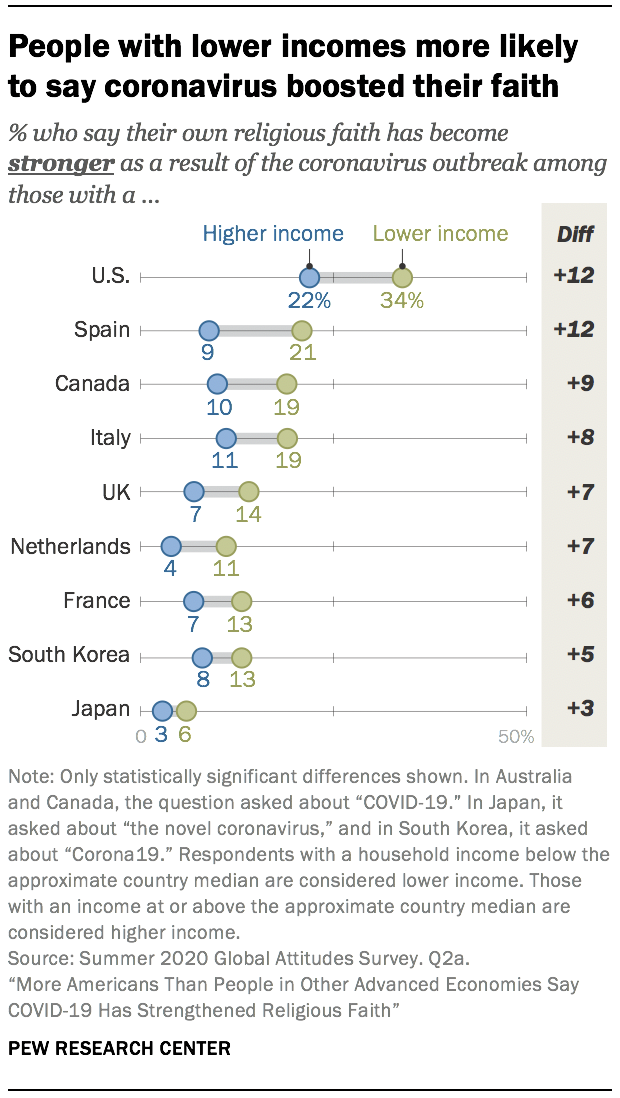 People with lower incomes more likely
to say coronavirus boosted their faith
% who say their own religious faith has become
stronger as a result of the coronavirus outbreak among
those with a ...
Higher income Lower income Diff
U.S. 22% 34% +12
Spain 9 21 +12
Canada 10 19 +9
Italy 11 19 +8
UK 7 14 +7
Netherlands 4 11 +7
France 7 13 +6
South Korea 8 13 +5
Japan 3 6 +3
0 50%
Note: Only statistically significant differences shown. In Australia
and Canada, the question asked about “COVID-19.” In Japan, it
asked about “the novel coronavirus,” and in South Korea, it asked
about “Corona19.” Respondents with a household income below the
approximate country median are considered lower income. Those
with an income at or above the approximate country median are
considered higher income.
Source: Summer 2020 Global Attitudes Survey. Q2a.
“More Americans Than People in Other Advanced Economies Say
COVID-19 Has Strengthened Religious Faith”
PEW RESEARCH CENTER